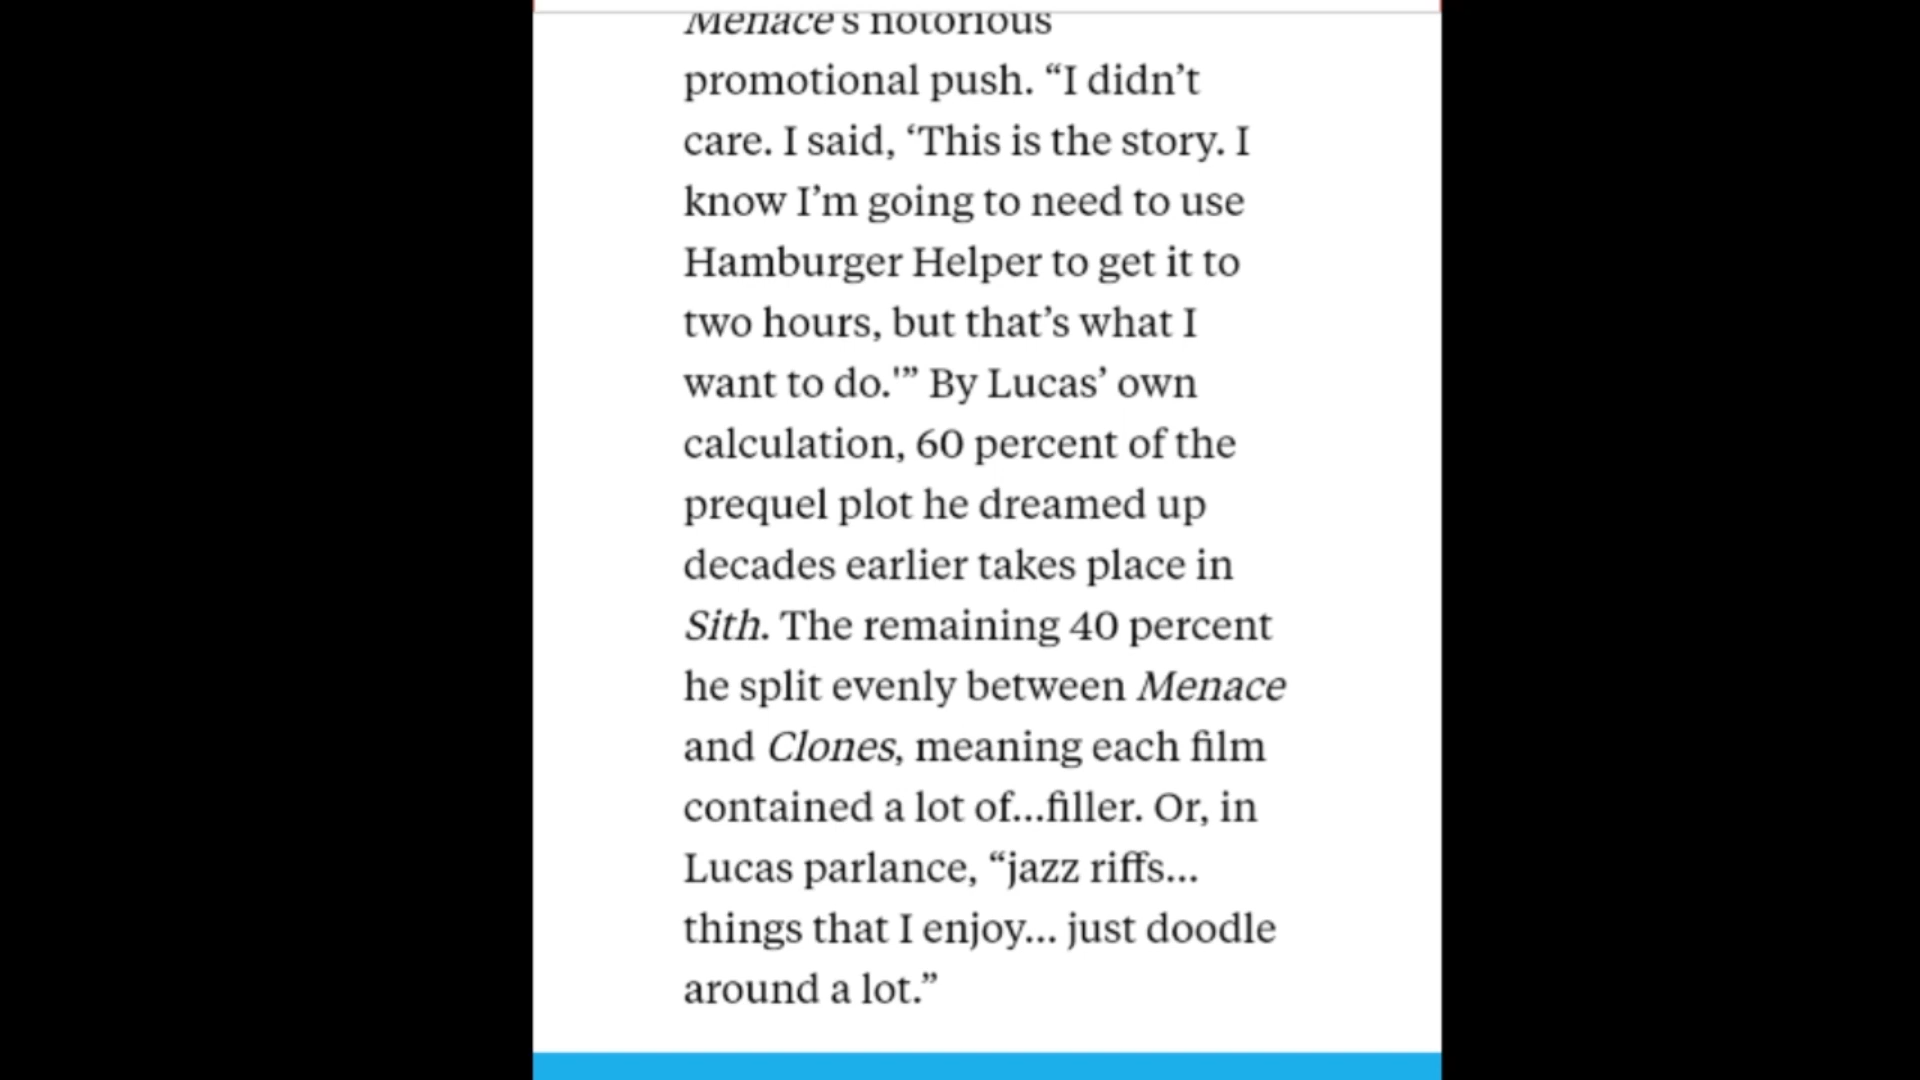 Menace's notorious
promotional push. “I didn’t
care. I said, ‘This is the story. I
know I’m going to need to use
Hamburger Helper to get it to
two hours, but that’s what I
want to do.'” By Lucas’ own
calculation, 60 percent of the
prequel plot he dreamed up
decades earlier takes place in
Sith. The remaining 40 percent
he split evenly between Menace
and Clones, meaning each film
contained a lot of...filler. Or, in
Lucas parlance, “jazz riffs...
things that I enjoy... just doodle
around a lot.”